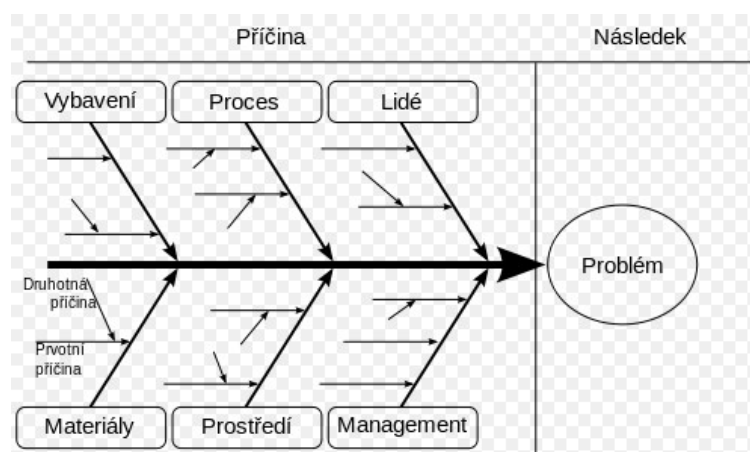 Příčina
Následek
Vybavení
Proces
Lidé
Problém
Druhotná
příčina
Prvotní
příčina
Materiály
Prostředí
Management